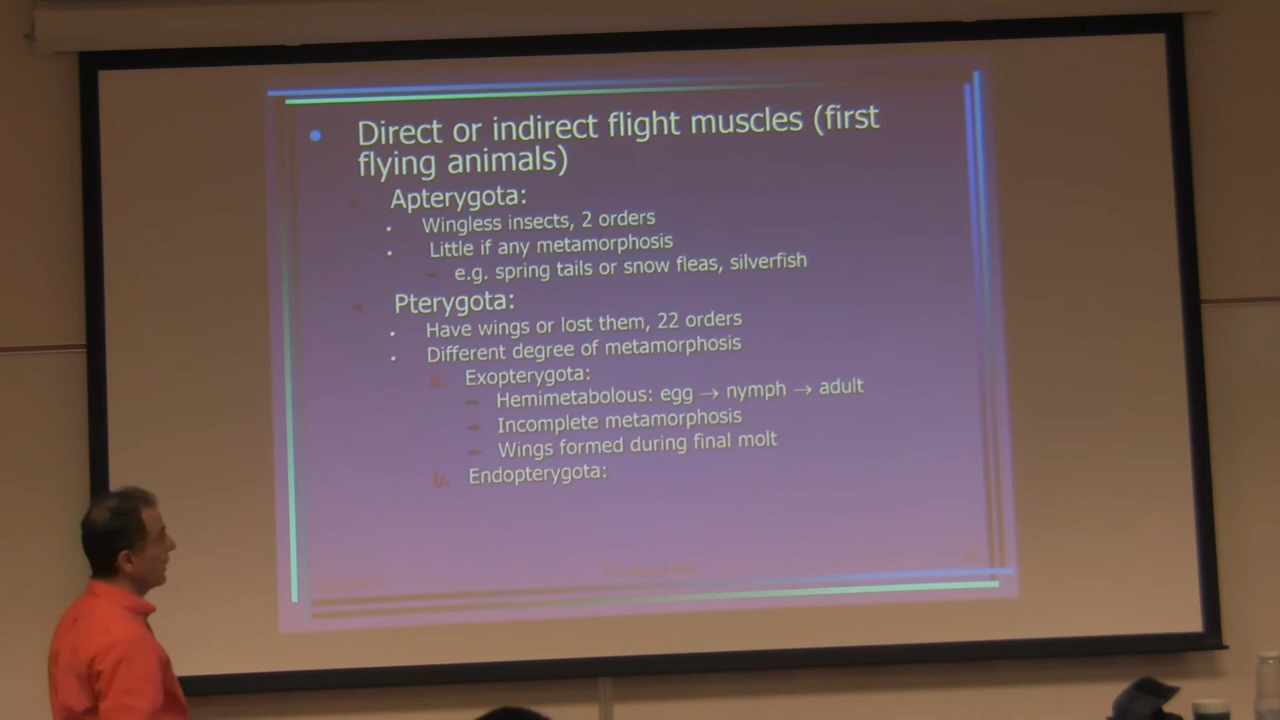 Direct or indirect flight muscles (first
flying animals)
Apterygota:
Wingless insects, 2 orders
Little if any metamorphosis
e.g. spring tails or snow fleas, silverfish
Pterygota:
Have wings or lost them, 22 orders
Different degree of metamorphosis
a. Exopterygota:
Hemimetabolous: egg → nymph → adult
Incomplete metamorphosis
Wings formed during final molt
b. Endopterygota: